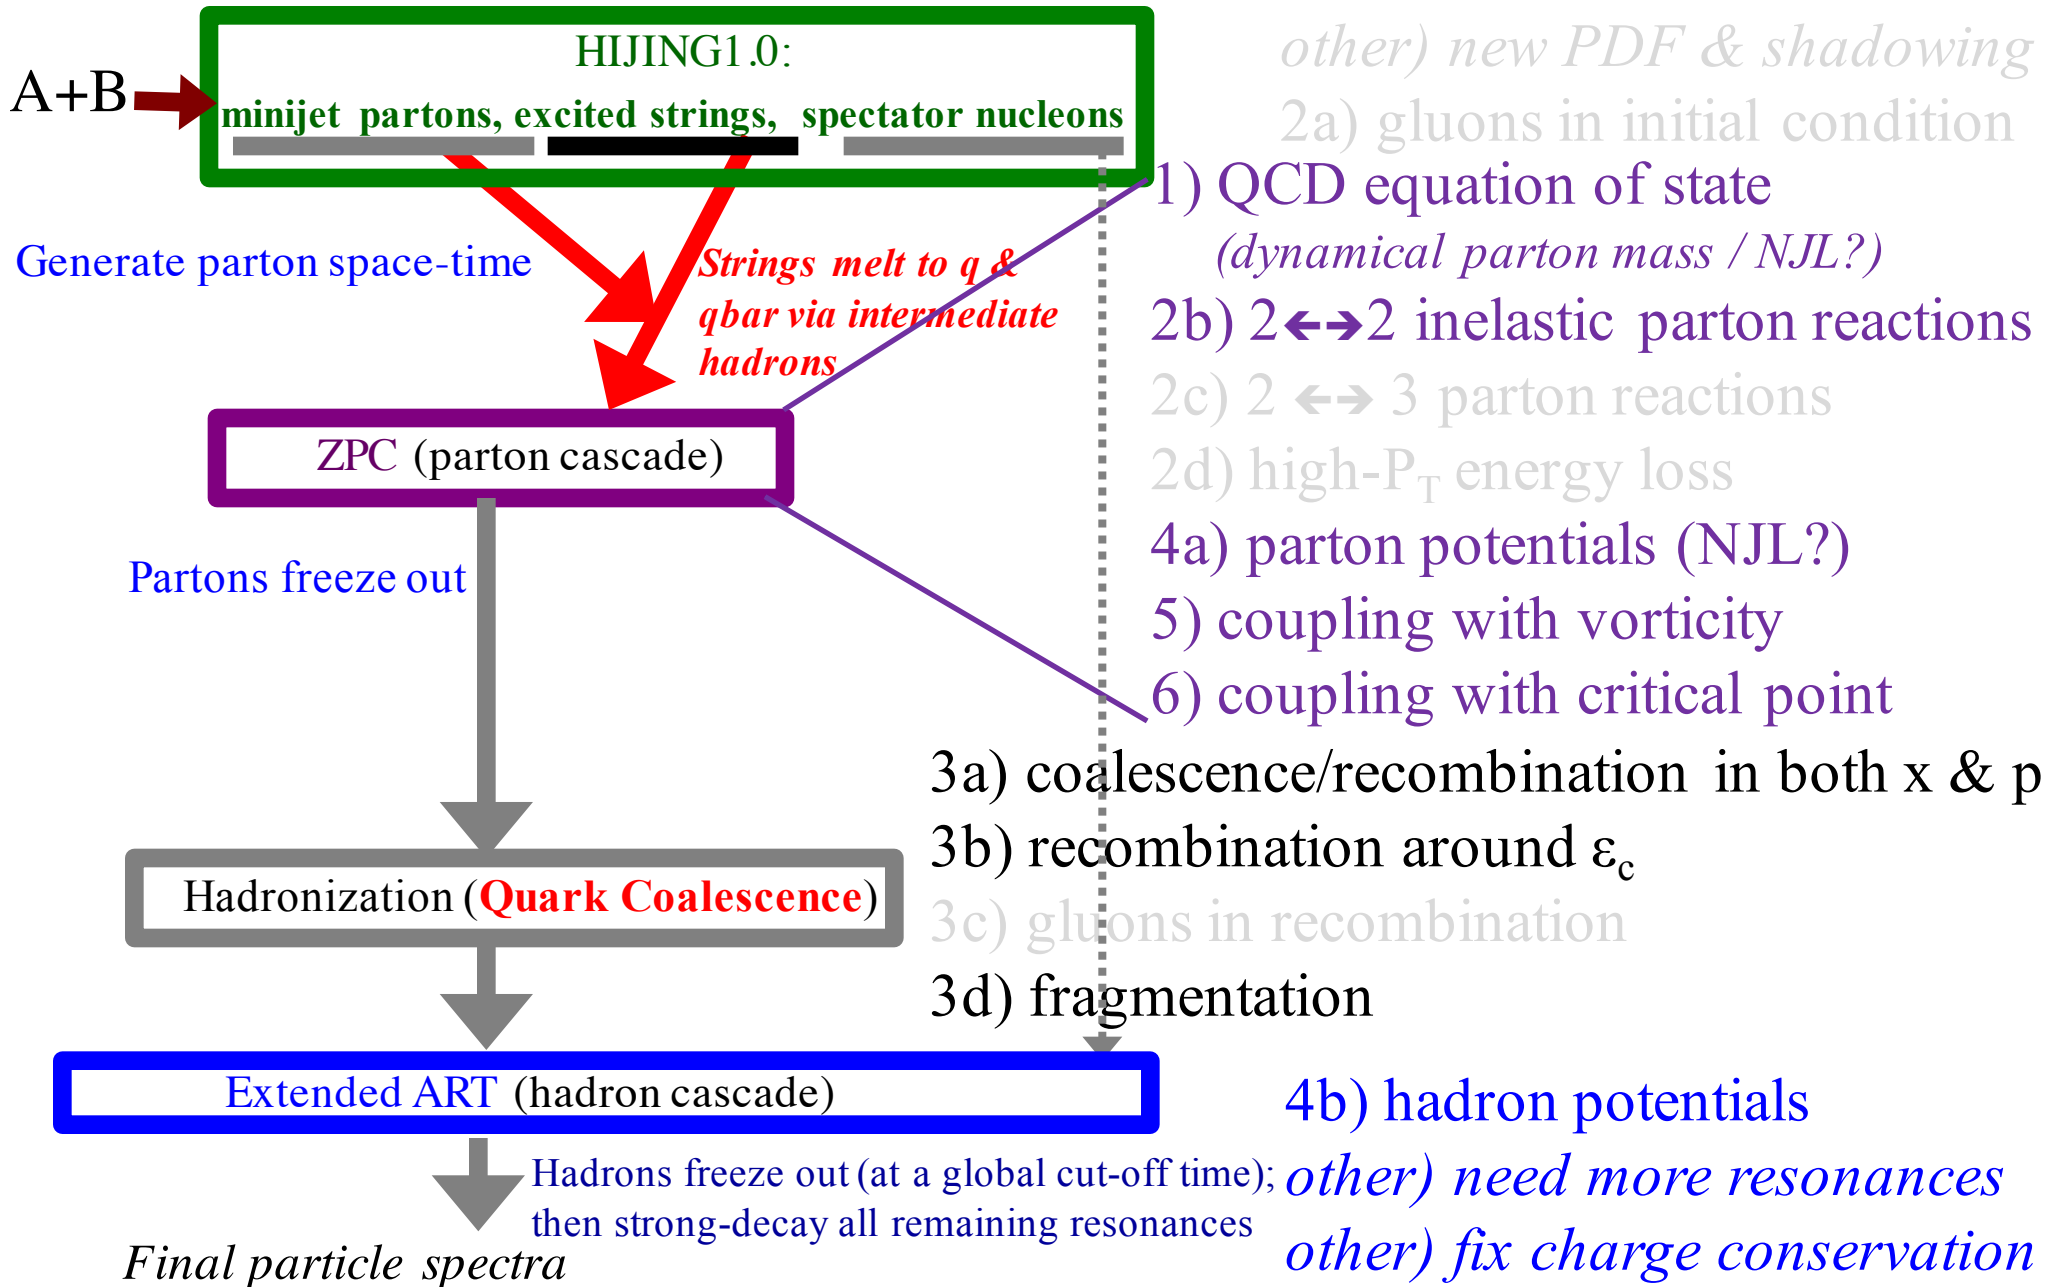 HIJING1.0:
A+B
minijet partons, excited strings, spectator nucleons
other) new PDF & shadowing
2a) gluons in initial condition
1) QCD equation of state
(dynamical parton mass / NJL?)
2b) 2↔2 inelastic parton reactions
2c) 2 ↔ 3 parton reactions
2d) high-P_T energy loss
4a) parton potentials (NJL?)
5) coupling with vorticity
6) coupling with critical point
Generate parton space-time
Strings melt to q &
qbar via intermediate
hadrons
ZPC (parton cascade)
Partons freeze out
3a) coalescence/recombination in both x & p
3b) recombination around ε_c
3c) gluons in recombination
3d) fragmentation
Hadronization (Quark Coalescence)
Extended ART (hadron cascade)
4b) hadron potentials
other) need more resonances
other) fix charge conservation
Hadrons freeze out (at a global cut-off time);
then strong-decay all remaining resonances
Final particle spectra